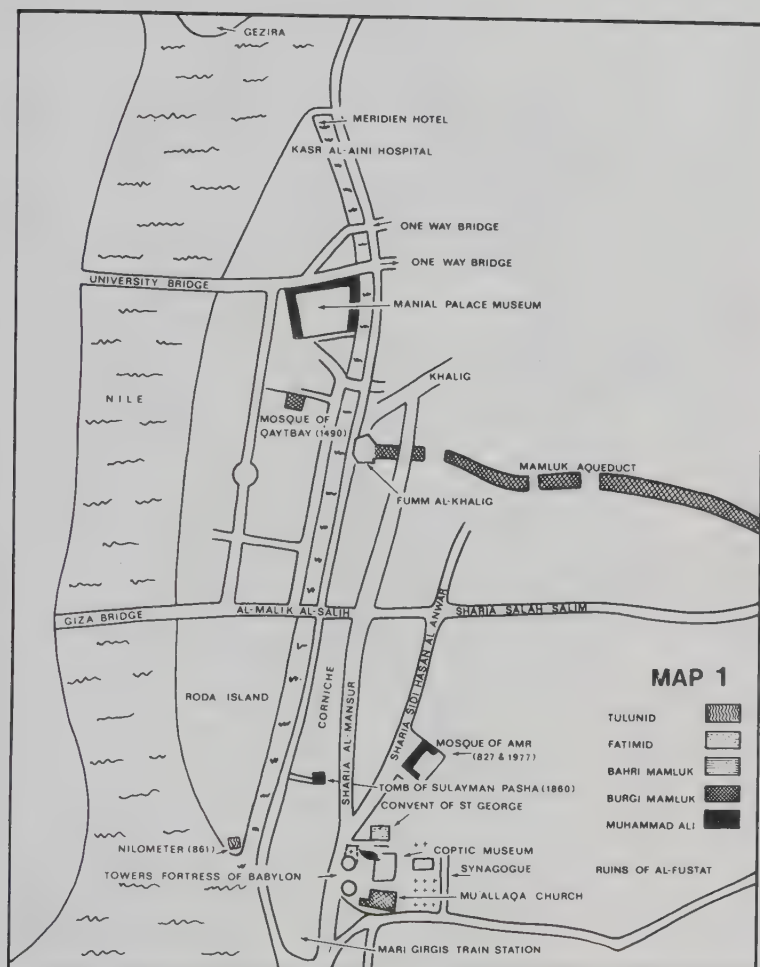 GEZIRA
MERIDIEN HOTEL
KASR AL-AINI HOSPITAL
ONE WAY BRIDGE
ONE WAY BRIDGE
UNIVERSITY BRIDGE
MANIAL PALACE MUSEUM
KHALIG
NILE
MOSQUE OF
QAYTBAY (1490)
MAMLUK AQUEDUCT
FUMM AL-KHALIG
GIZA BRIDGE
AL-MALIK AL-SALIH
SHARIA SALAH SALIM
SHARIA SIDI HASAN AL ANWAR
RODA ISLAND
CORNICHE
SHARIA AL-MANSUR
MAP 1
TULUNID
FATIMID
BAHRI MAMLUK
BURGI MAMLUK
MUHAMMAD ALI
MOSQUE OF AMR
(827 & 1977)
TOMB OF SULAYMAN PASHA (1860)
CONVENT OF ST GEORGE
NILOMETER (861)
COPTIC MUSEUM
TOWERS FORTRESS OF BABYLON
SYNAGOGUE
RUINS OF AL-FUSTAT
MU'ALLAQA CHURCH
MARI GIRGIS TRAIN STATION